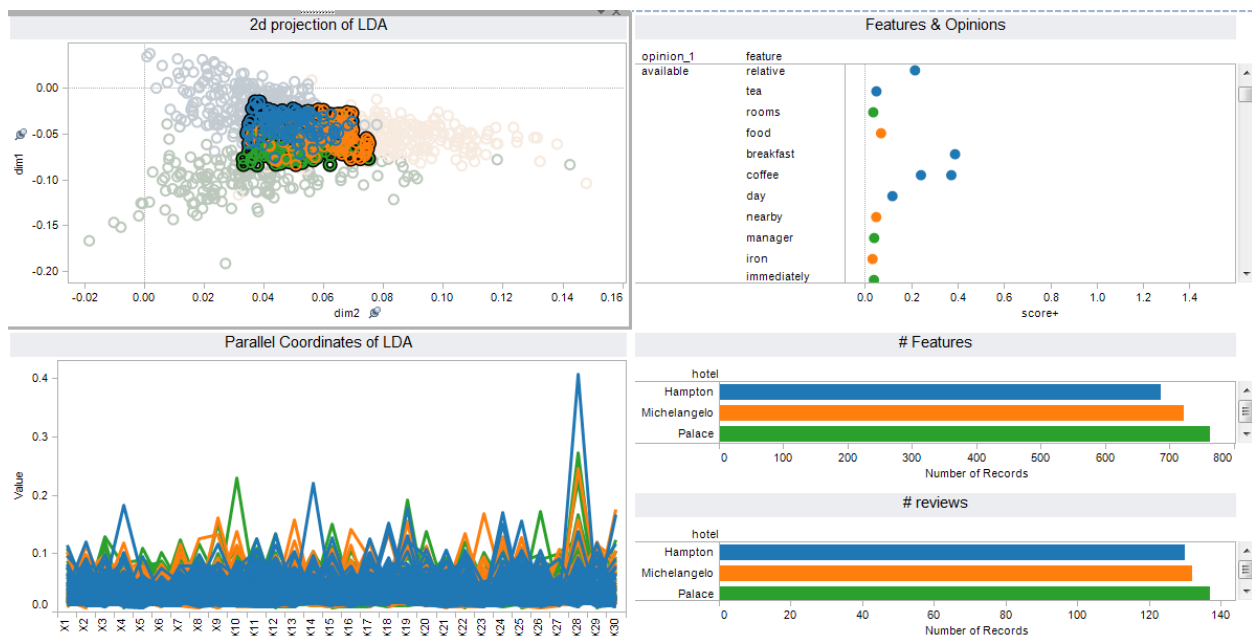 2d projection of LDA
0.00
-0.05
-0.10
-0.15
-0.20
dim1
-0.02 0.00 0.02 0.04 0.06 0.08 0.10 0.12 0.14 0.16
dim2
Features & Opinions
opinion_1 feature
available relative
tea
rooms
food
breakfast
coffee
day
nearby
manager
iron
immediately
0.0 0.2 0.4 0.6 0.8 1.0 1.2 1.4
score+
Parallel Coordinates of LDA
0.4
0.3
0.2
0.1
0.0
Value
X1 X2 X3 X4 X5 X6 X7 X8 X9 X10 X11 X12 X13 X14 X15 X16 X17 X18 X19 X20 X21 X22 X23 X24 X25 X26 X27 X28 X29 X30
# Features
hotel
Hampton
Michelangelo
Palace
0 100 200 300 400 500 600 700 800
Number of Records
# reviews
hotel
Hampton
Michelangelo
Palace
0 20 40 60 80 100 120 140
Number of Records